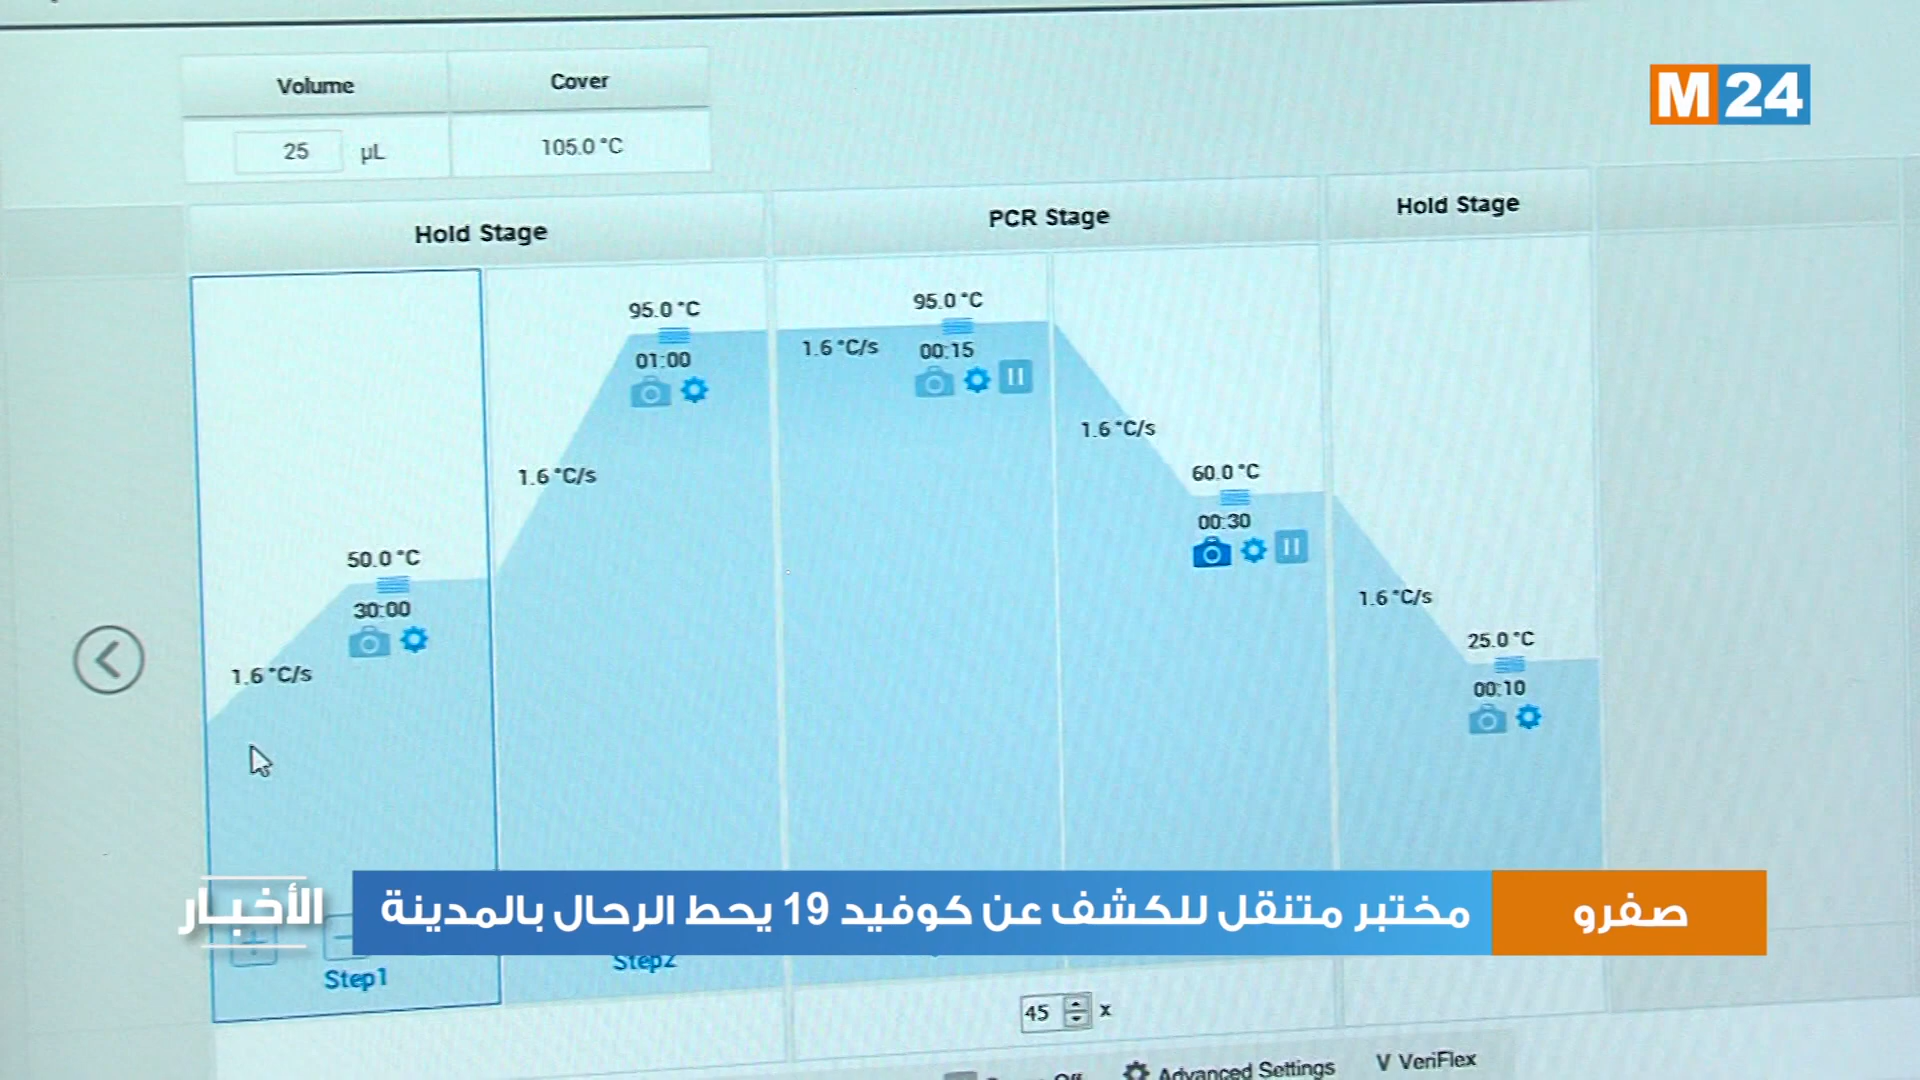 M24
Volume Cover
25 µL 105.0 °C
Hold Stage PCR Stage Hold Stage
95.0 °C 95.0 °C
01:00 1.6 °C/s 00:15
1.6 °C/s
1.6 °C/s 60.0 °C
00:30
50.0 °C
30:00
1.6 °C/s 25.0 °C
1.6 °C/s 00:10
صفرو
مختبر متنقل للكشف عن كوفيد 19 يحط الرحال بالمدينة
الأخبار
Step1 Step2
45 x
Off Advanced Settings V VeriFlex